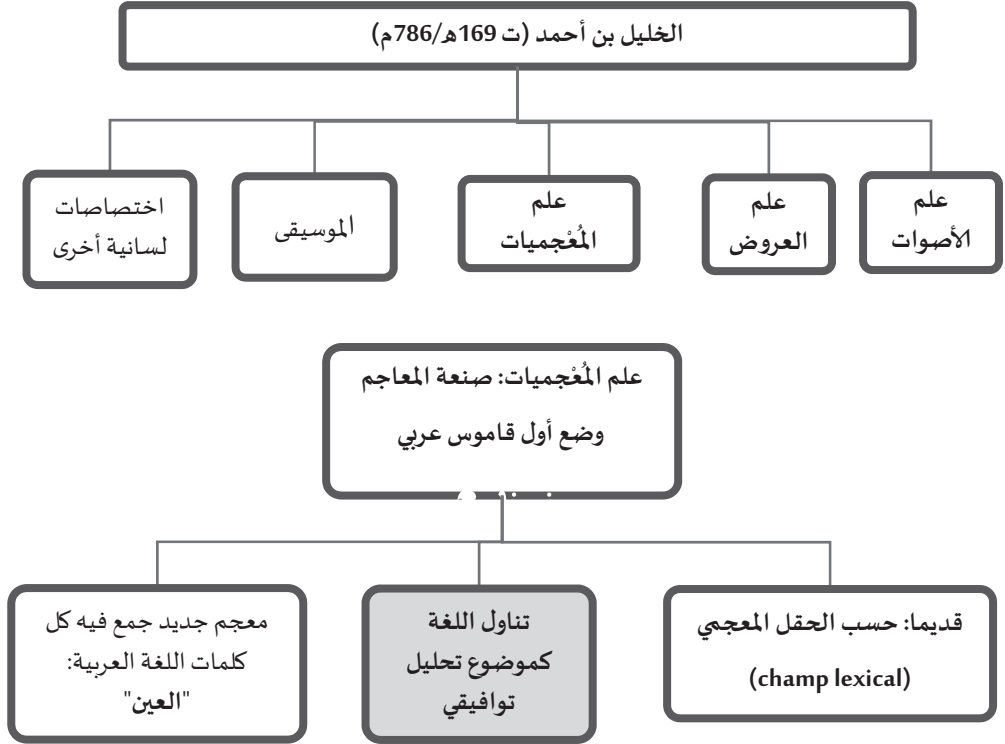 الخليل بن أحمد (ت 169ه/786م)
علم
الأصوات
علم
العروض
علم
المُعْجميات
الموسيقى
اختصاصات
لسانية أخرى
علم المُعْجميات: صنعة المعاجم
وضع أول قاموس عربي
قديما: حسب الحقل المعجمي
(champ lexical)
تناول اللغة
كموضوع تحليل
توافيقي
معجم جديد جمع فيه كل
كلمات اللغة العربية:
"العين"